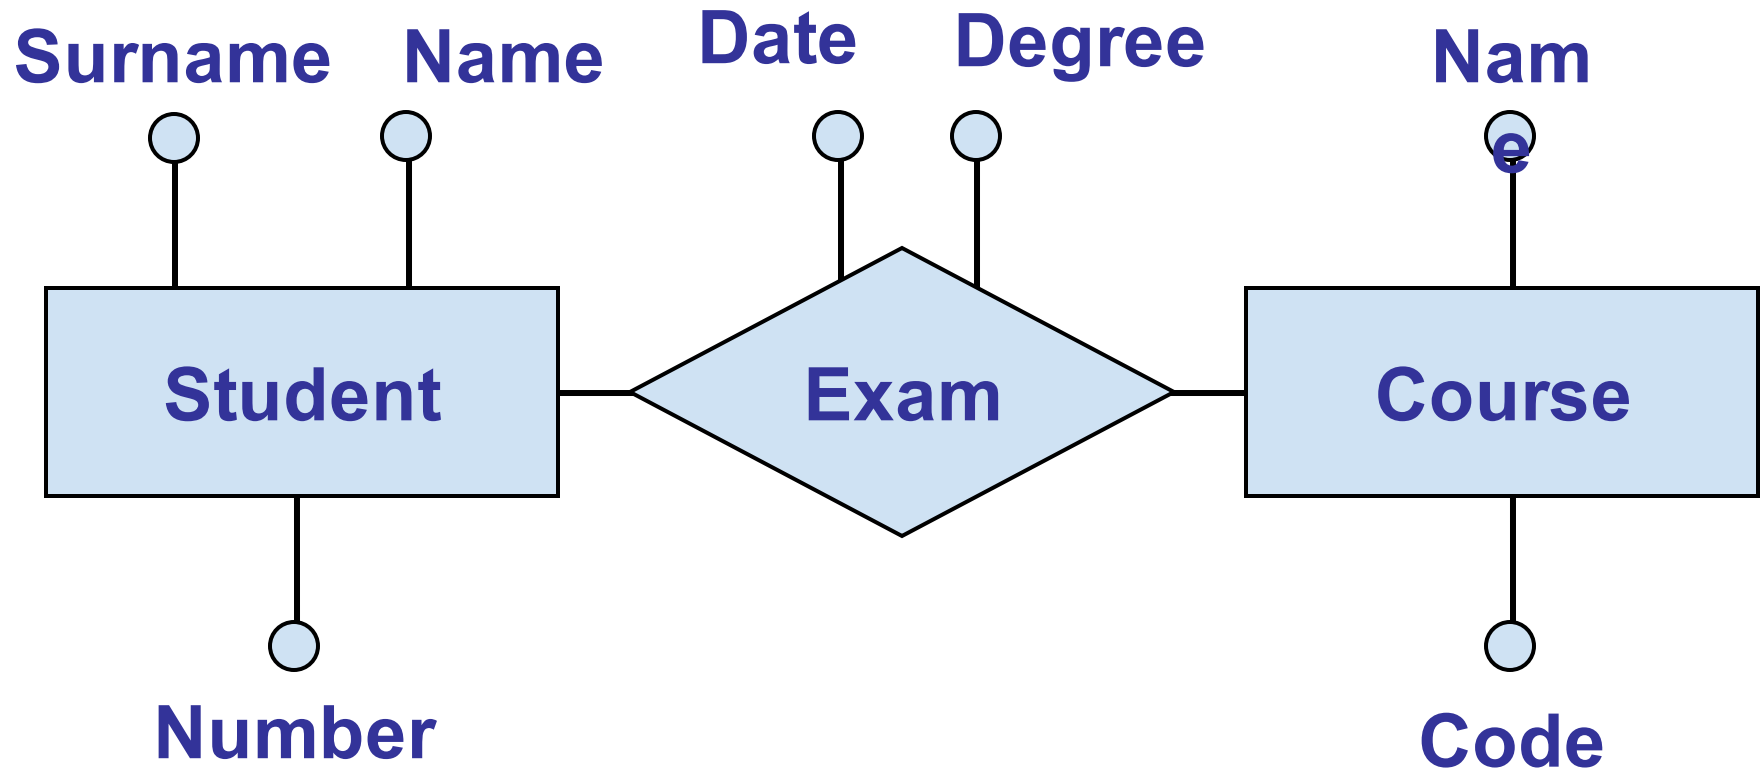 Surname
Name
Date
Degree
Nam
e
Student
Exam
Course
Number
Code